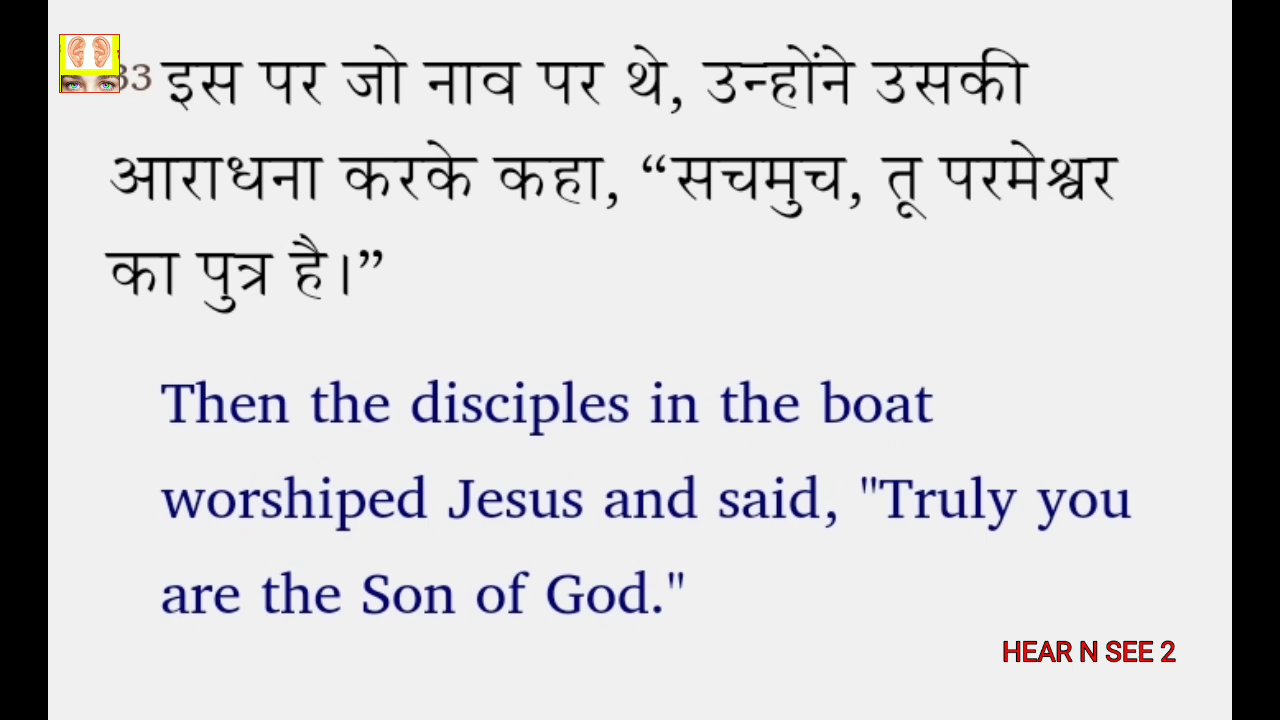 33 इस पर जो नाव पर थे, उन्होंने उसकी
आराधना करके कहा, “सचमुच, तू परमेश्वर
का पुत्र है।”
Then the disciples in the boat
worshiped Jesus and said, "Truly you
are the Son of God."
HEAR N SEE 2